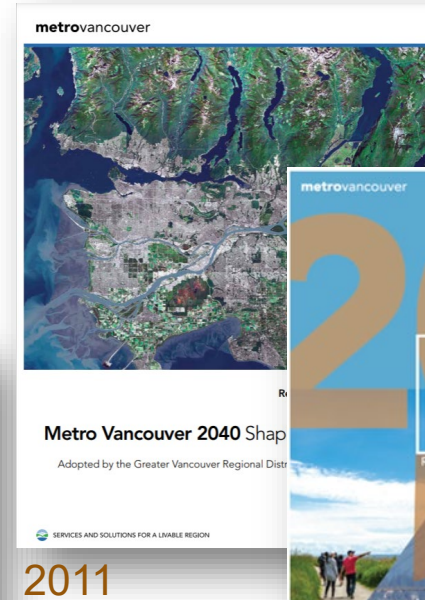 metrovancouver
metrovancouver
2
R
Metro Vancouver 2040 Shap
Adopted by the Greater Vancouver Regional Distr
SERVICES AND SOLUTIONS FOR A LIVABLE REGION
2011